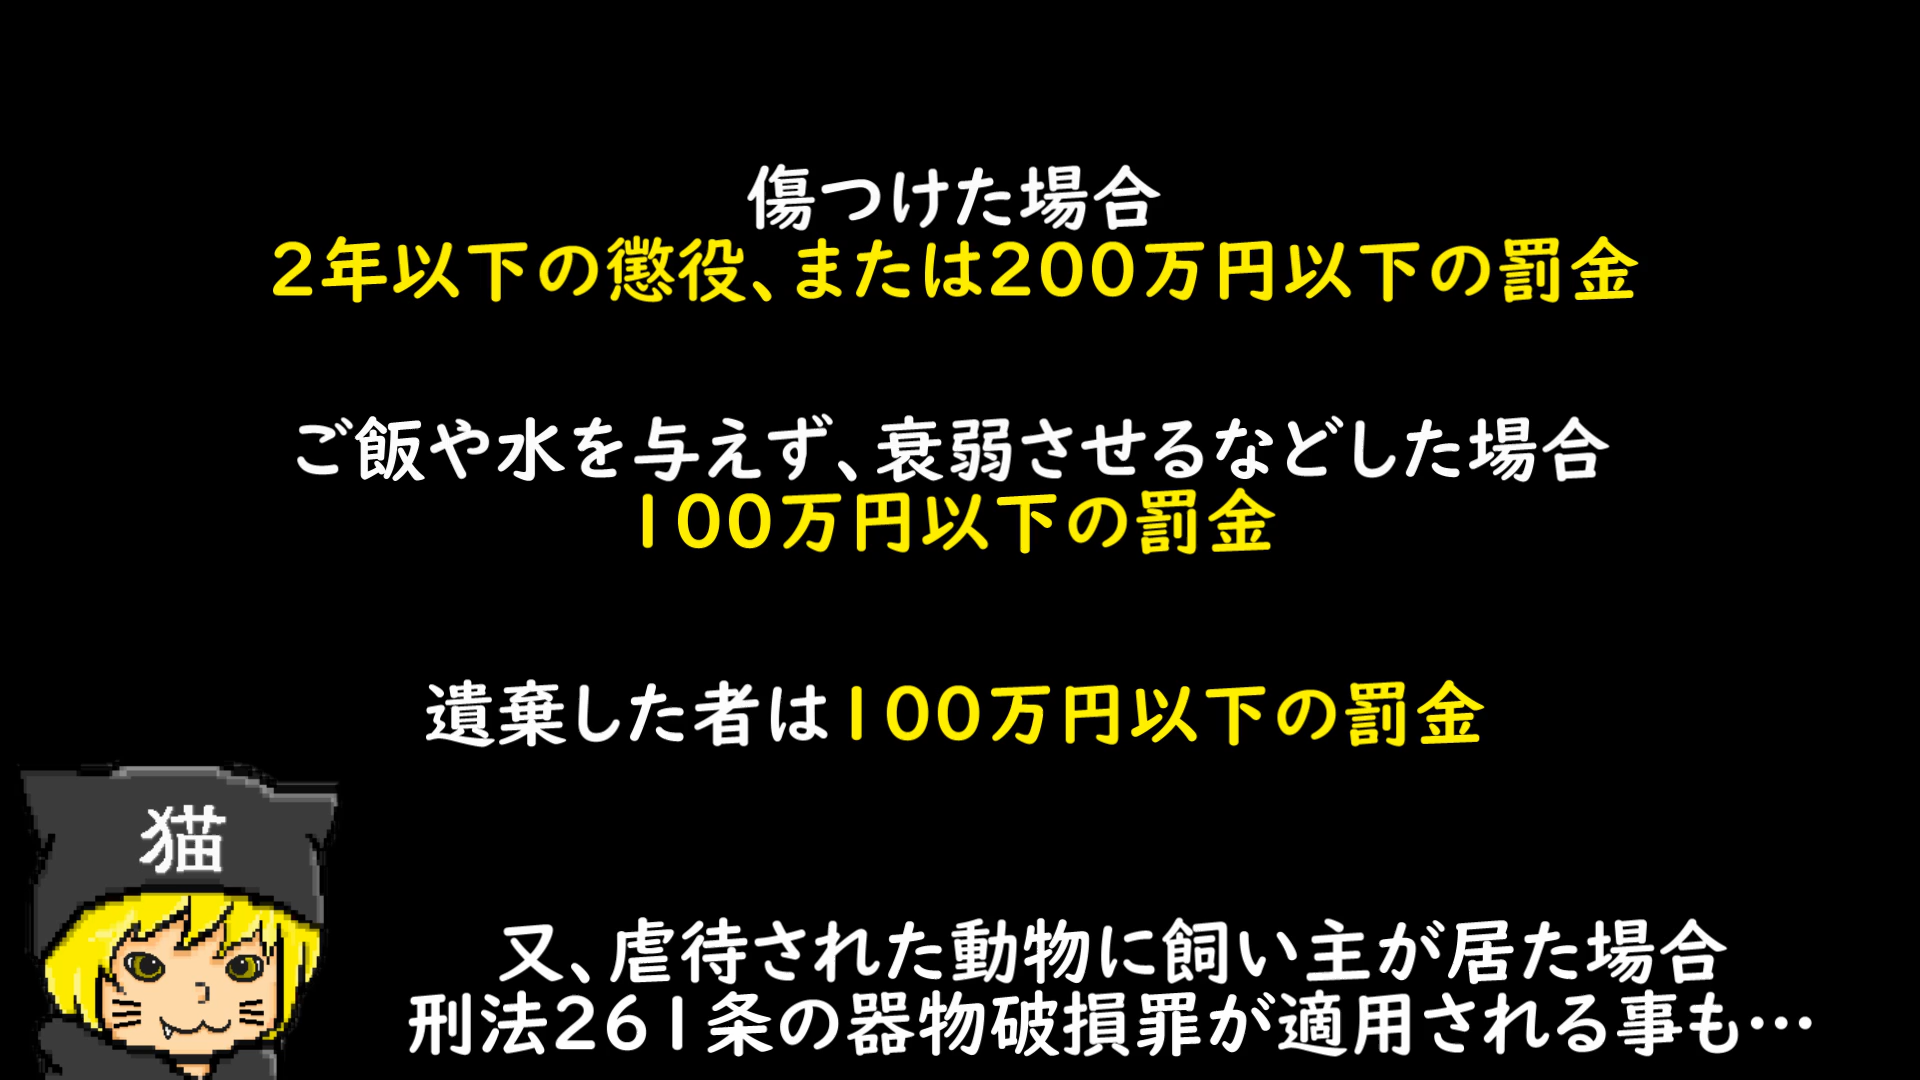 傷つけた場合
2年以下の懲役、または200万円以下の罰金
ご飯や水を与えず、衰弱させるなどした場合
100万円以下の罰金
遺棄した者は100万円以下の罰金
猫
又、虐待された動物に飼い主が居た場合
刑法261条の器物破損罪が適用される事も…